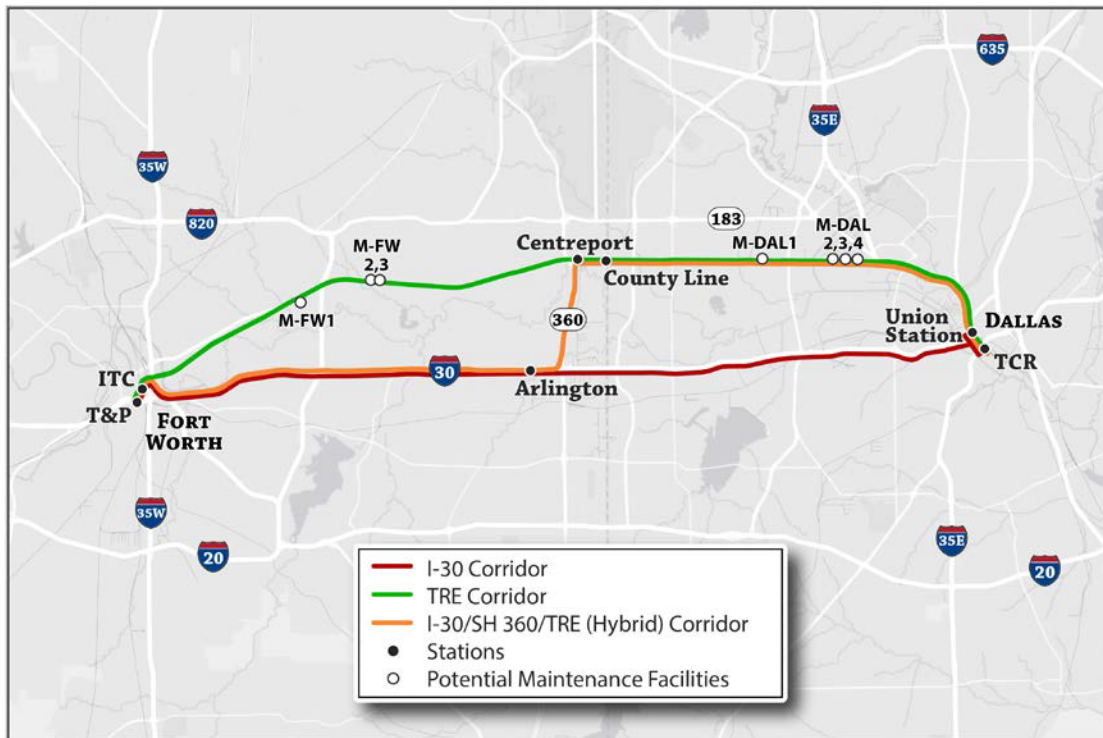 635
35E
35W
820
183
M-FW
2,3
M-DAL1
M-DAL
2,3,4
Centreport
County Line
M-FW1
360
Union
Station
DALLAS
TCR
ITC
30
Arlington
T&P
FORT
WORTH
35W
20
35E
20
I-30 Corridor
TRE Corridor
I-30/SH 360/TRE (Hybrid) Corridor
Stations
Potential Maintenance Facilities